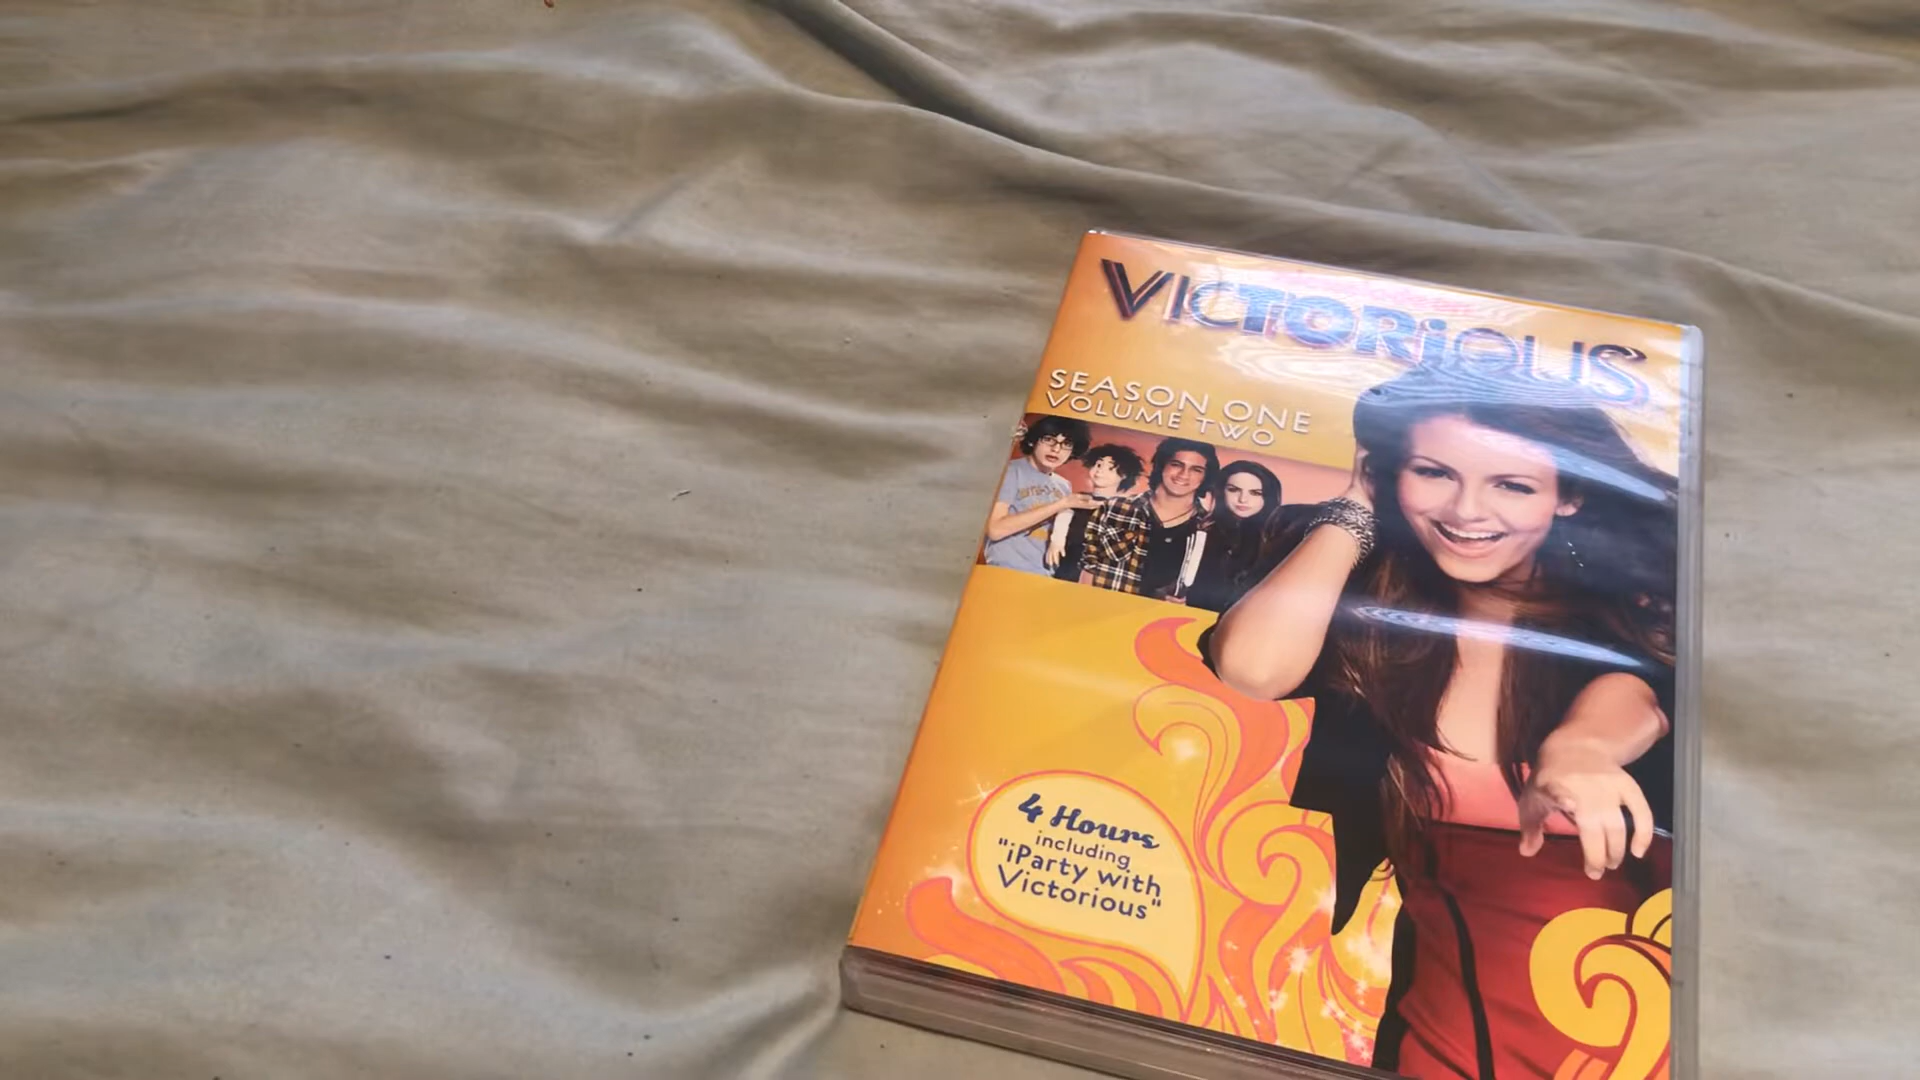 VICTORiOUS
SEASON ONE
VOLUME TWO
4 Hours
including
"iParty with
Victorious"